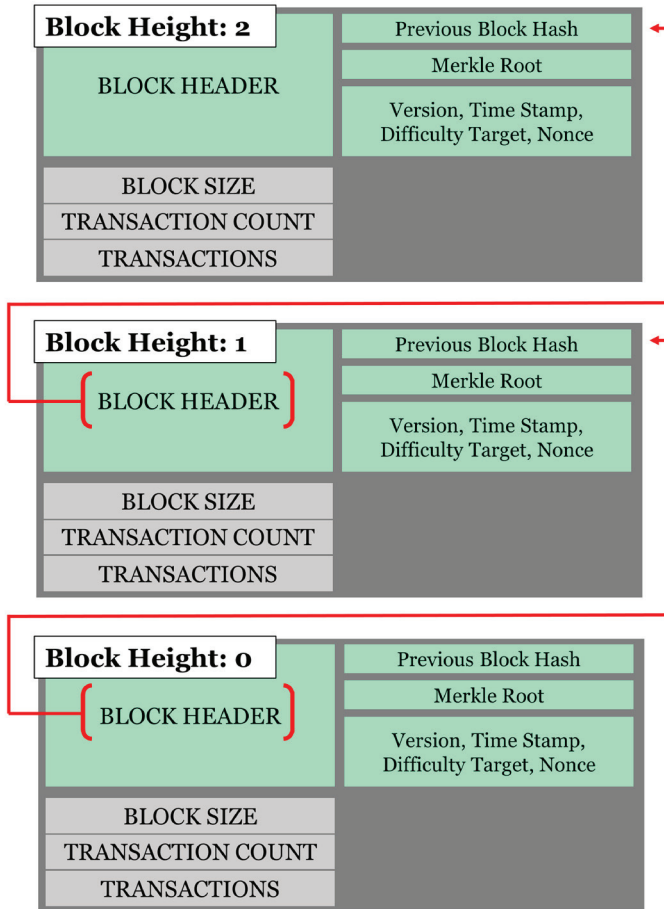 Block Height: 2
BLOCK HEADER
Previous Block Hash
Merkle Root
Version, Time Stamp,
Difficulty Target, Nonce
BLOCK SIZE
TRANSACTION COUNT
TRANSACTIONS
Block Height: 1
BLOCK HEADER
Previous Block Hash
Merkle Root
Version, Time Stamp,
Difficulty Target, Nonce
BLOCK SIZE
TRANSACTION COUNT
TRANSACTIONS
Block Height: 0
BLOCK HEADER
Previous Block Hash
Merkle Root
Version, Time Stamp,
Difficulty Target, Nonce
BLOCK SIZE
TRANSACTION COUNT
TRANSACTIONS